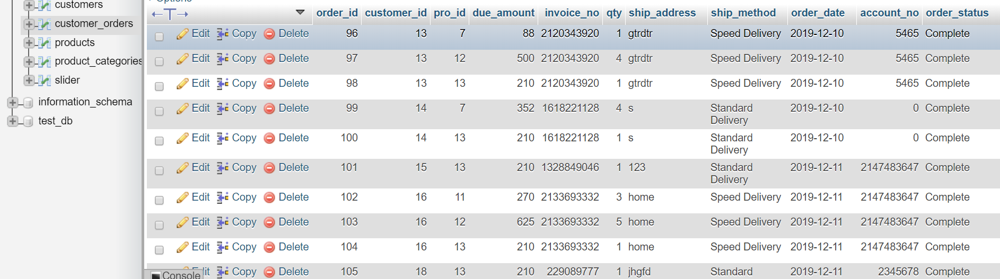 customers
customer_orders
products
product_categories
slider
information_schema
test_db
Options
←T→ order_id customer_id pro_id due_amount invoice_no qty ship_address ship_method order_date account_no order_status
Edit Copy Delete 96 13 7 88 2120343920 1 gtrdtr Speed Delivery 2019-12-10 5465 Complete
Edit Copy Delete 97 13 12 500 2120343920 4 gtrdtr Speed Delivery 2019-12-10 5465 Complete
Edit Copy Delete 98 13 13 210 2120343920 1 gtrdtr Speed Delivery 2019-12-10 5465 Complete
Edit Copy Delete 99 14 7 352 1618221128 4 s Standard 2019-12-10 0 Complete
Delivery
Edit Copy Delete 100 14 13 210 1618221128 1 s Standard 2019-12-10 0 Complete
Delivery
Edit Copy Delete 101 15 13 210 1328849046 1 123 Standard 2019-12-11 2147483647 Complete
Delivery
Edit Copy Delete 102 16 11 270 2133693332 3 home Speed Delivery 2019-12-11 2147483647 Complete
Edit Copy Delete 103 16 12 625 2133693332 5 home Speed Delivery 2019-12-11 2147483647 Complete
Edit Copy Delete 104 16 13 210 2133693332 1 home Speed Delivery 2019-12-11 2147483647 Complete
Edit Copy Delete 105 18 13 210 229089777 1 jhgfd Standard 2019-12-11 2345678 Complete
Console